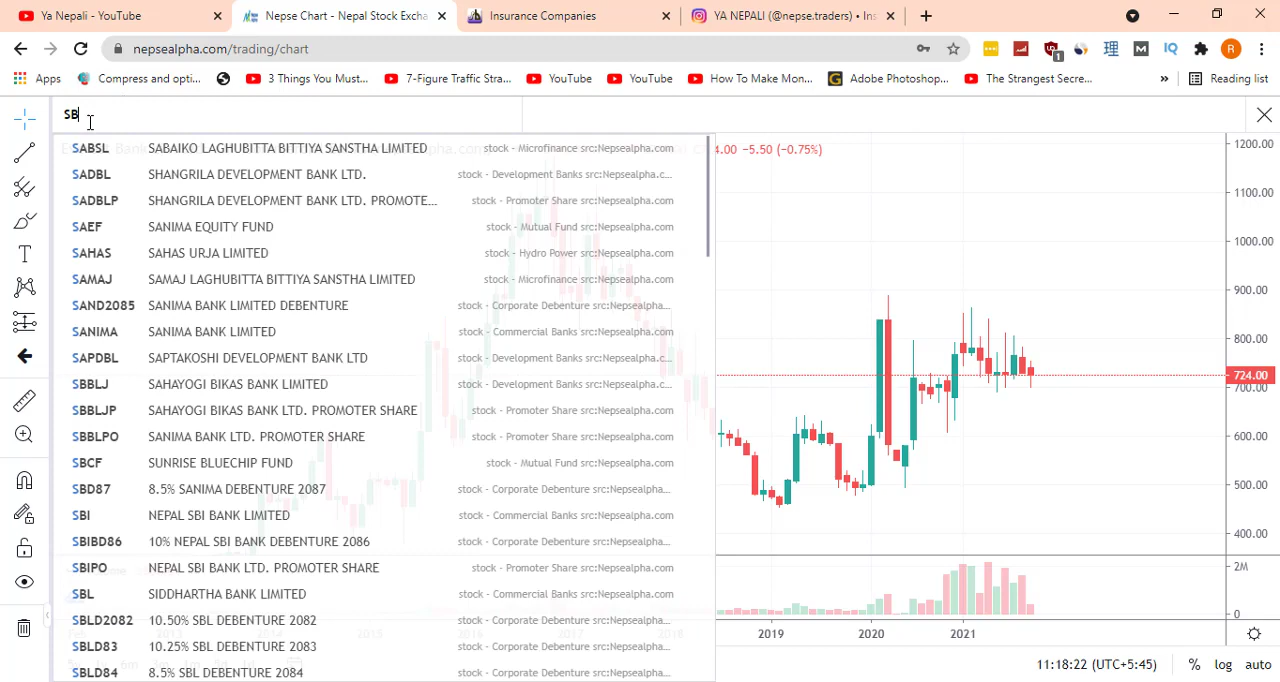 Ya Nepali - YouTube
Nepse Chart - Nepal Stock Excha
Insurance Companies
YA NEPALI (@nepse.traders) • Ins
nepsealpha.com/trading/chart
Apps
Compress and opti...
3 Things You Must...
7-Figure Traffic Stra...
YouTube
YouTube
How To Make Mon...
Adobe Photoshop...
The Strangest Secre...
Reading list
SB
SABSL SABAIKO LAGHUBITTA BITTIYA SANSTHA LIMITED stock - Microfinance src:Nepsealpha.com
4.00 −5.50 (−0.75%)
SADBL SHANGRILA DEVELOPMENT BANK LTD. stock - Development Banks src:Nepsealpha.c...
SADBLP SHANGRILA DEVELOPMENT BANK LTD. PROMOTE... stock - Promoter Share src:Nepsealpha.com
SAEF SANIMA EQUITY FUND stock - Mutual Fund src:Nepsealpha.com
SAHAS SAHAS URJA LIMITED stock - Hydro Power src:Nepsealpha.com
SAMAJ SAMAJ LAGHUBITTA BITTIYA SANSTHA LIMITED stock - Microfinance src:Nepsealpha.com
SAND2085 SANIMA BANK LIMITED DEBENTURE stock - Corporate Debenture src:Nepsealpha...
SANIMA SANIMA BANK LIMITED stock - Commercial Banks src:Nepsealpha.com
SAPDBL SAPTAKOSHI DEVELOPMENT BANK LTD stock - Development Banks src:Nepsealpha.c...
SBBLJ SAHAYOGI BIKAS BANK LIMITED stock - Development Banks src:Nepsealpha.c...
SBBLJP SAHAYOGI BIKAS BANK LTD. PROMOTER SHARE stock - Promoter Share src:Nepsealpha.com
SBBLPO SANIMA BANK LTD. PROMOTER SHARE stock - Promoter Share src:Nepsealpha.com
SBCF SUNRISE BLUECHIP FUND stock - Mutual Fund src:Nepsealpha.com
SBD87 8.5% SANIMA DEBENTURE 2087 stock - Corporate Debenture src:Nepsealpha...
SBI NEPAL SBI BANK LIMITED stock - Commercial Banks src:Nepsealpha.com
SBIBD86 10% NEPAL SBI BANK DEBENTURE 2086 stock - Corporate Debenture src:Nepsealpha...
SBIPO NEPAL SBI BANK LTD. PROMOTER SHARE stock - Promoter Share src:Nepsealpha.com
SBL SIDDHARTHA BANK LIMITED stock - Commercial Banks src:Nepsealpha.com
SBLD2082 10.50% SBL DEBENTURE 2082 stock - Corporate Debenture src:Nepsealpha...
SBLD83 10.25% SBL DEBENTURE 2083 stock - Corporate Debenture src:Nepsealpha...
SBLD84 8.5% SBL DEBENTURE 2084 stock - Corporate Debenture src:Nepsealpha...
1200.00
1100.00
1000.00
900.00
800.00
724.00
700.00
600.00
500.00
400.00
2M
0
2013
2014
2015
2016
2017
2018
2019
2020
2021
11:18:22 (UTC+5:45)
%
log
auto